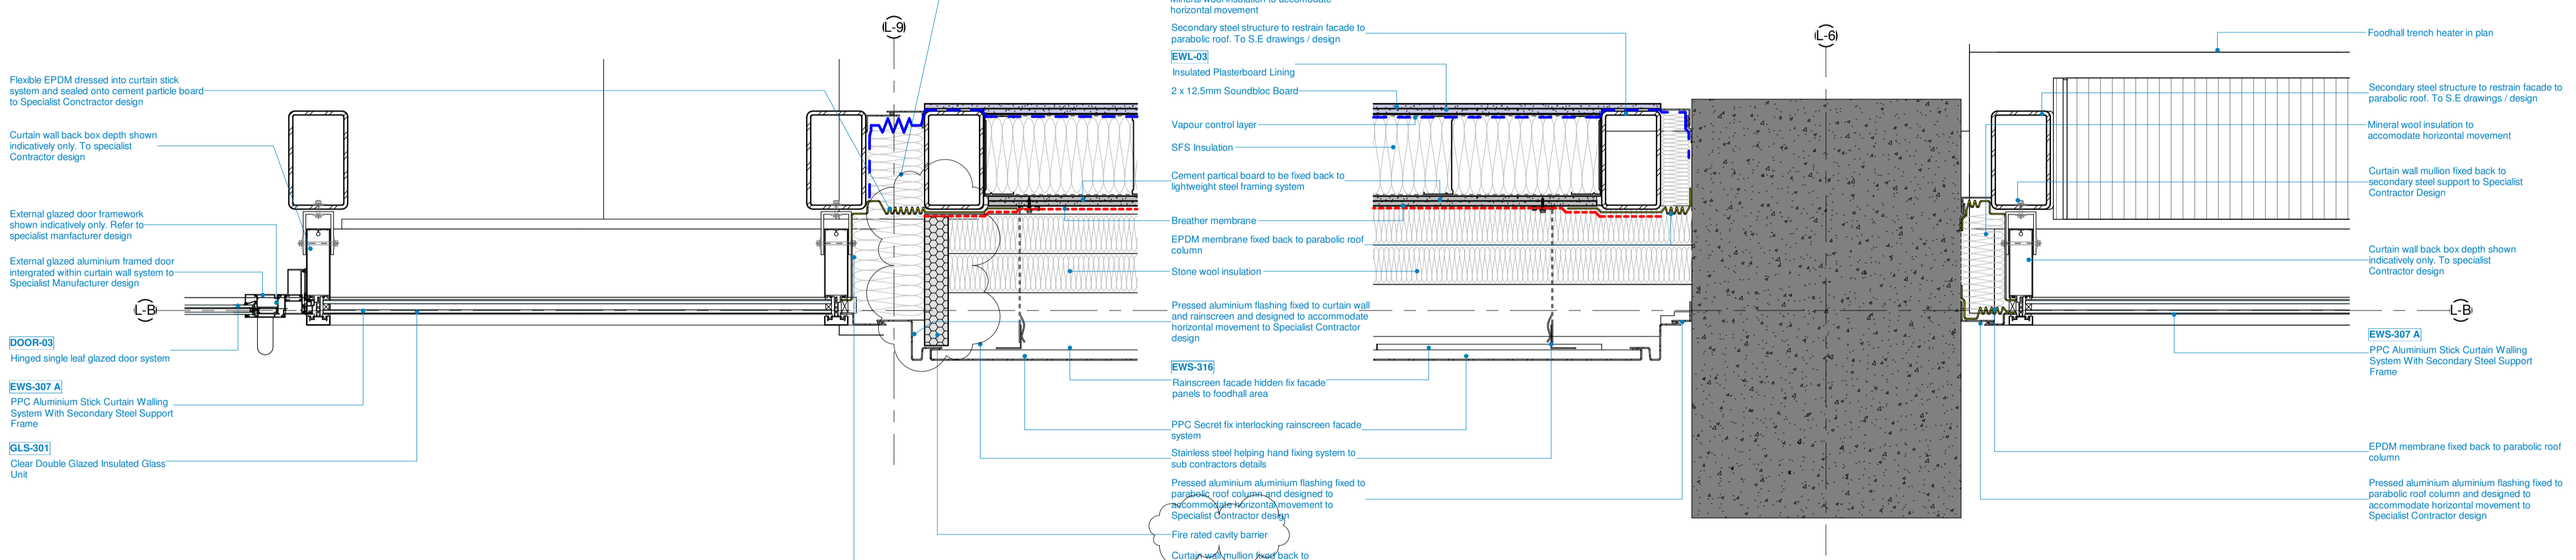 L-9
L-6
Flexible EPDM dressed into curtain stick
system and sealed onto cement particle board
to Specialist Conctractor design
Curtain wall back box depth shown
indicatively only. To specialist
Contractor design
External glazed door framework
shown indicatively only. Refer to
specialist manfacturer design
External glazed aluminium framed door
intergrated within curtain wall system to
Specialist Manufacturer design
L-B
DOOR-03
Hinged single leaf glazed door system
EWS-307 A
PPC Aluminium Stick Curtain Walling
System With Secondary Steel Support
Frame
GLS-301
Clear Double Glazed Insulated Glass
Unit
Mineral wool insulation to accomodate
horizontal movement
Secondary steel structure to restrain facade to
parabolic roof. To S.E drawings / design
EWL-03
Insulated Plasterboard Lining
2 x 12.5mm Soundbloc Board
Vapour control layer
SFS Insulation
Cement partical board to be fixed back to
lightweight steel framing system
Breather membrane
EPDM membrane fixed back to parabolic roof
column
Stone wool insulation
Pressed aluminium flashing fixed to curtain wall
and rainscreen and designed to accommodate
horizontal movement to Specialist Contractor
design
EWS-316
Rainscreen facade hidden fix facade
panels to foodhall area
PPC Secret fix interlocking rainscreen facade
system
Stainless steel helping hand fixing system to
sub contractors details
Pressed aluminium aluminium flashing fixed to
parabolic roof column and designed to
accommodate horizontal movement to
Specialist Contractor design
Fire rated cavity barrier
Curtain wall mullion fixed back to
Foodhall trench heater in plan
Secondary steel structure to restrain facade to
parabolic roof. To S.E drawings / design
Mineral wool insulation to
accomodate horizontal movement
Curtain wall mullion fixed back to
secondary steel support to Specialist
Contractor Design
Curtain wall back box depth shown
indicatively only. To specialist
Contractor design
L-B
EWS-307 A
PPC Aluminium Stick Curtain Walling
System With Secondary Steel Support
Frame
EPDM membrane fixed back to parabolic roof
column
Pressed aluminium aluminium flashing fixed to
parabolic roof column and designed to
accommodate horizontal movement to
Specialist Contractor design